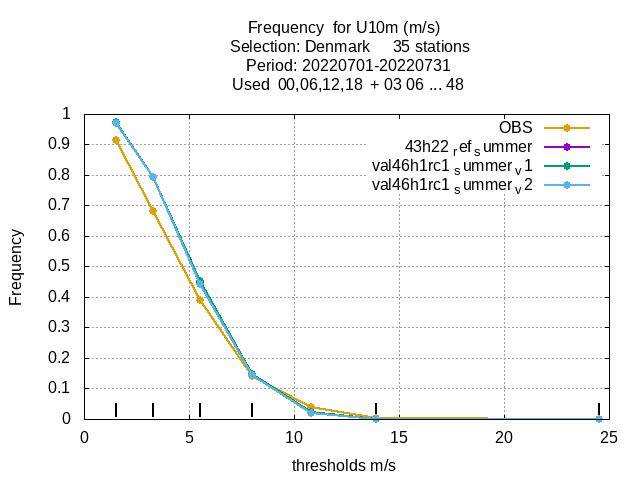 Frequency  for U10m (m/s)
Selection: Denmark     35 stations
Period: 20220701-20220731
Used  00,06,12,18  + 03 06 ... 48
OBS
43h22 ref summer
val46h1rc1 summer v1
val46h1rc1 summer v2
1
0.9
0.8
0.7
0.6
0.5
0.4
0.3
0.2
0.1
0
Frequency
0 5 10 15 20 25
thresholds m/s